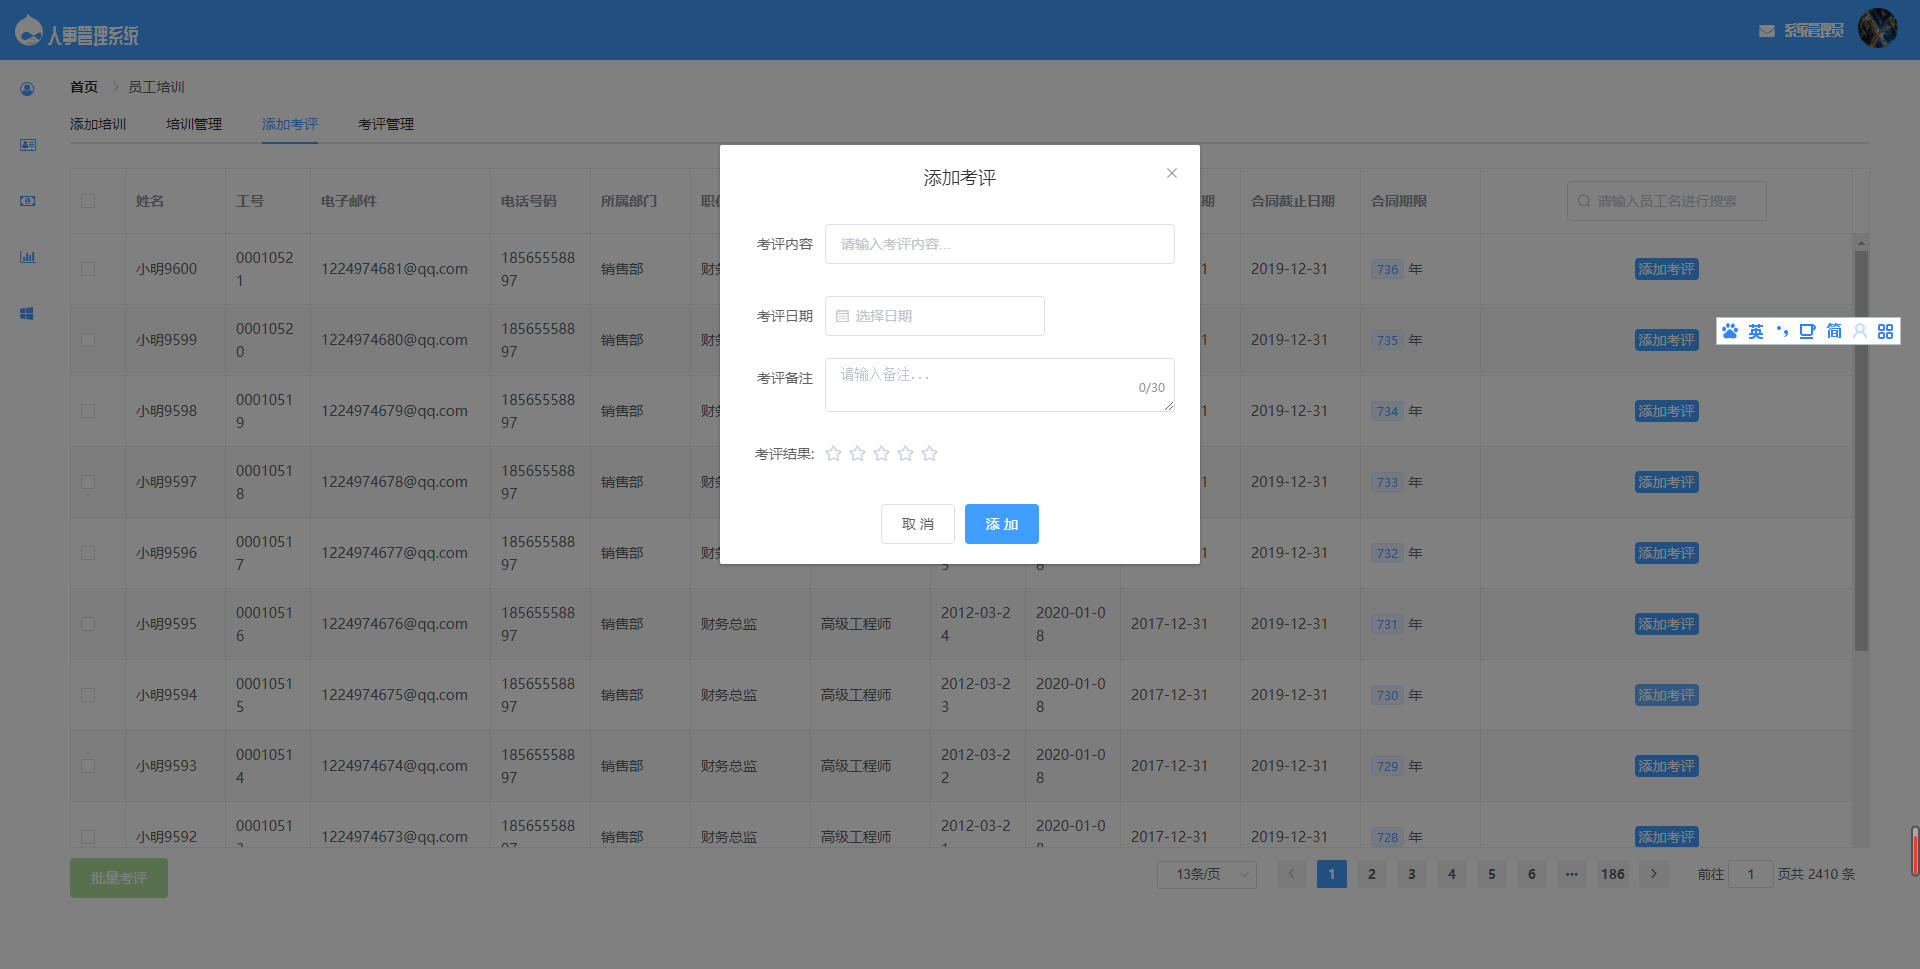 人事管理系统
系统管理员
首页 员工培训
添加培训 培训管理 添加考评 考评管理
姓名 工号 电子邮件 电话号码 所属部门 期 合同截止日期 合同期限 请输入员工名进行搜索
小明9600 00010521 1224974681@qq.com 18565558897 销售部 财 1 2019-12-31 736 年 添加考评
小明9599 00010520 1224974680@qq.com 18565558897 销售部 财 1 2019-12-31 735 年 添加考评
小明9598 00010519 1224974679@qq.com 18565558897 销售部 财 1 2019-12-31 734 年 添加考评
小明9597 00010518 1224974678@qq.com 18565558897 销售部 财 1 2019-12-31 733 年 添加考评
小明9596 00010517 1224974677@qq.com 18565558897 销售部 财 1 2019-12-31 732 年 添加考评
小明9595 00010516 1224974676@qq.com 18565558897 销售部 财务总监 高级工程师 2012-03-24 2020-01-08 2017-12-31 2019-12-31 731 年 添加考评
小明9594 00010515 1224974675@qq.com 18565558897 销售部 财务总监 高级工程师 2012-03-23 2020-01-08 2017-12-31 2019-12-31 730 年 添加考评
小明9593 00010514 1224974674@qq.com 18565558897 销售部 财务总监 高级工程师 2012-03-22 2020-01-08 2017-12-31 2019-12-31 729 年 添加考评
小明9592 0001051 1224974673@qq.com 185655588 销售部 财务总监 高级工程师 2012-03-2 2020-01-0 2017-12-31 2019-12-31 728 年 添加考评
批量考评
13条/页 1 2 3 4 5 6 ••• 186 前往 1 页共 2410 条
添加考评
考评内容 请输入考评内容...
考评日期 选择日期
考评备注 请输入备注...
0/30
考评结果:
取 消 添 加
英 简